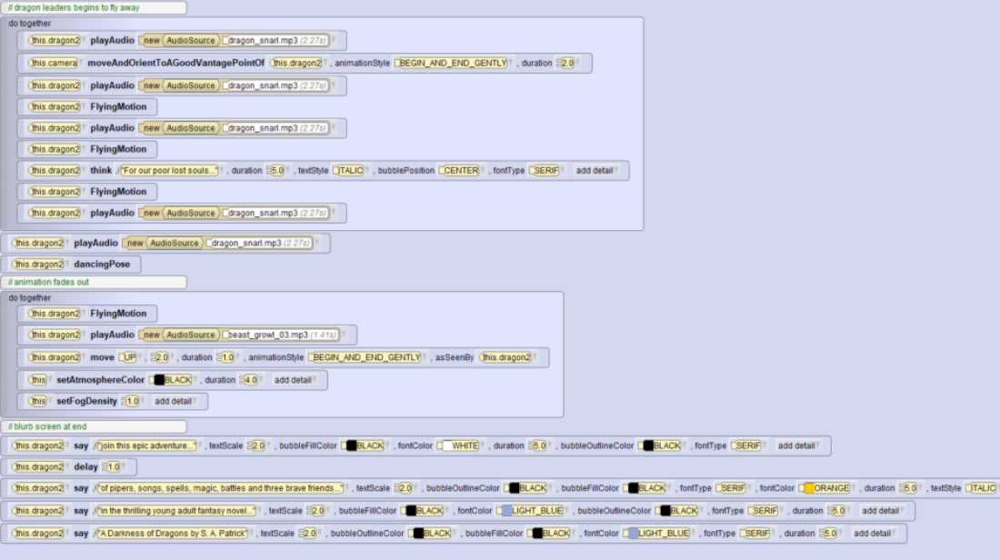 // dragon leaders begins to fly away
do together
this.dragon2 playAudio new AudioSource dragon_snarl.mp3 (2.27s)
this.camera moveAndOrientToAGoodVantagePointOf this.dragon2 , animationStyle BEGIN_AND_END_GENTLY , duration 2.0
this.dragon2 playAudio new AudioSource dragon_snarl.mp3 (2.27s)
this.dragon2 FlyingMotion
this.dragon2 playAudio new AudioSource dragon_snarl.mp3 (2.27s)
this.dragon2 FlyingMotion
this.dragon2 think "For our poor lost souls..." , duration 5.0 , textStyle ITALIC , bubblePosition CENTER , fontType SERIF add detail
this.dragon2 FlyingMotion
this.dragon2 playAudio new AudioSource dragon_snarl.mp3 (2.27s)
this.dragon2 playAudio new AudioSource dragon_snarl.mp3 (2.27s)
this.dragon2 dancingPose
// animation fades out
do together
this.dragon2 FlyingMotion
this.dragon2 playAudio new AudioSource beast_growl_03.mp3 (1.41s)
this.dragon2 move UP , 2.0 , duration 1.0 , animationStyle BEGIN_AND_END_GENTLY , asSeenBy this.dragon2
this setAtmosphereColor BLACK , duration 4.0 add detail
this setFogDensity 1.0 add detail
// blurb screen at end
this.dragon2 say "join this epic adventure..." , textScale 2.0 , bubbleFillColor BLACK , fontColor WHITE , duration 5.0 , bubbleOutlineColor BLACK , fontType SERIF add detail
this.dragon2 delay 1.0
this.dragon2 say "of pipers, songs, spells, magic, battles and three brave friends..." , textScale 2.0 , bubbleOutlineColor BLACK , bubbleFillColor BLACK , fontType SERIF , fontColor ORANGE , duration 5.0 , textStyle ITALIC
this.dragon2 say "in the thrilling young adult fantasy novel..." , textScale 2.0 , bubbleFillColor BLACK , fontColor LIGHT_BLUE , bubbleOutlineColor BLACK , fontType SERIF , duration 5.0 add detail
this.dragon2 say "A Darkness of Dragons by S. A. Patrick" , textScale 2.0 , bubbleOutlineColor BLACK , bubbleFillColor BLACK , fontColor LIGHT_BLUE , fontType SERIF , duration 5.0 add detail